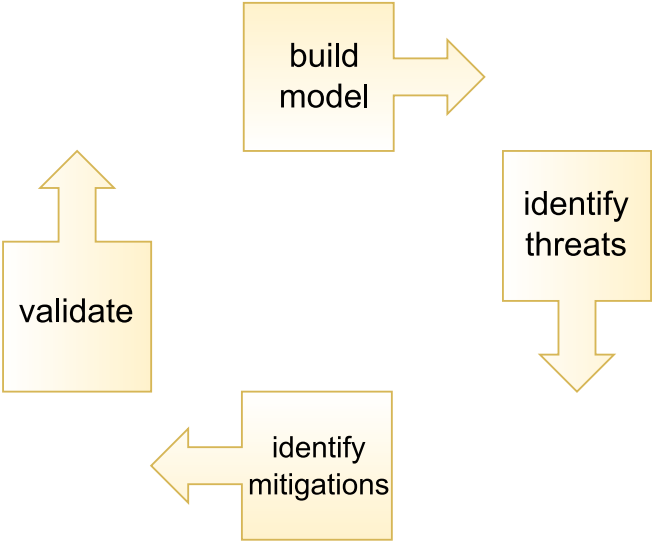 build
model
identify
threats
validate
identify
mitigations